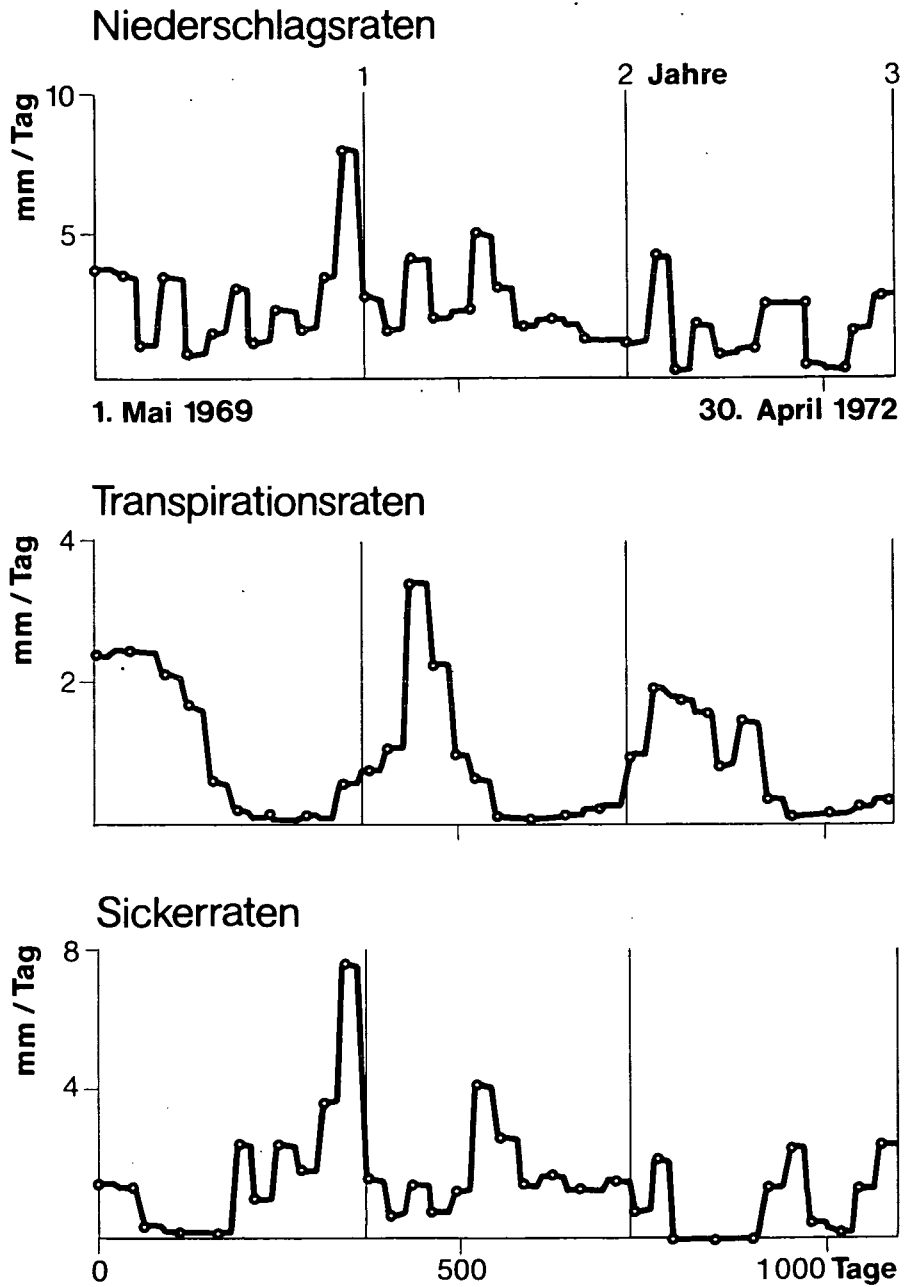 Niederschlagsraten
1 2 Jahre 3
10
mm / Tag
5
1. Mai 1969 30. April 1972
Transpirationsraten
4
mm / Tag
2
Sickerraten
8
mm / Tag
4
0 500 1000 Tage